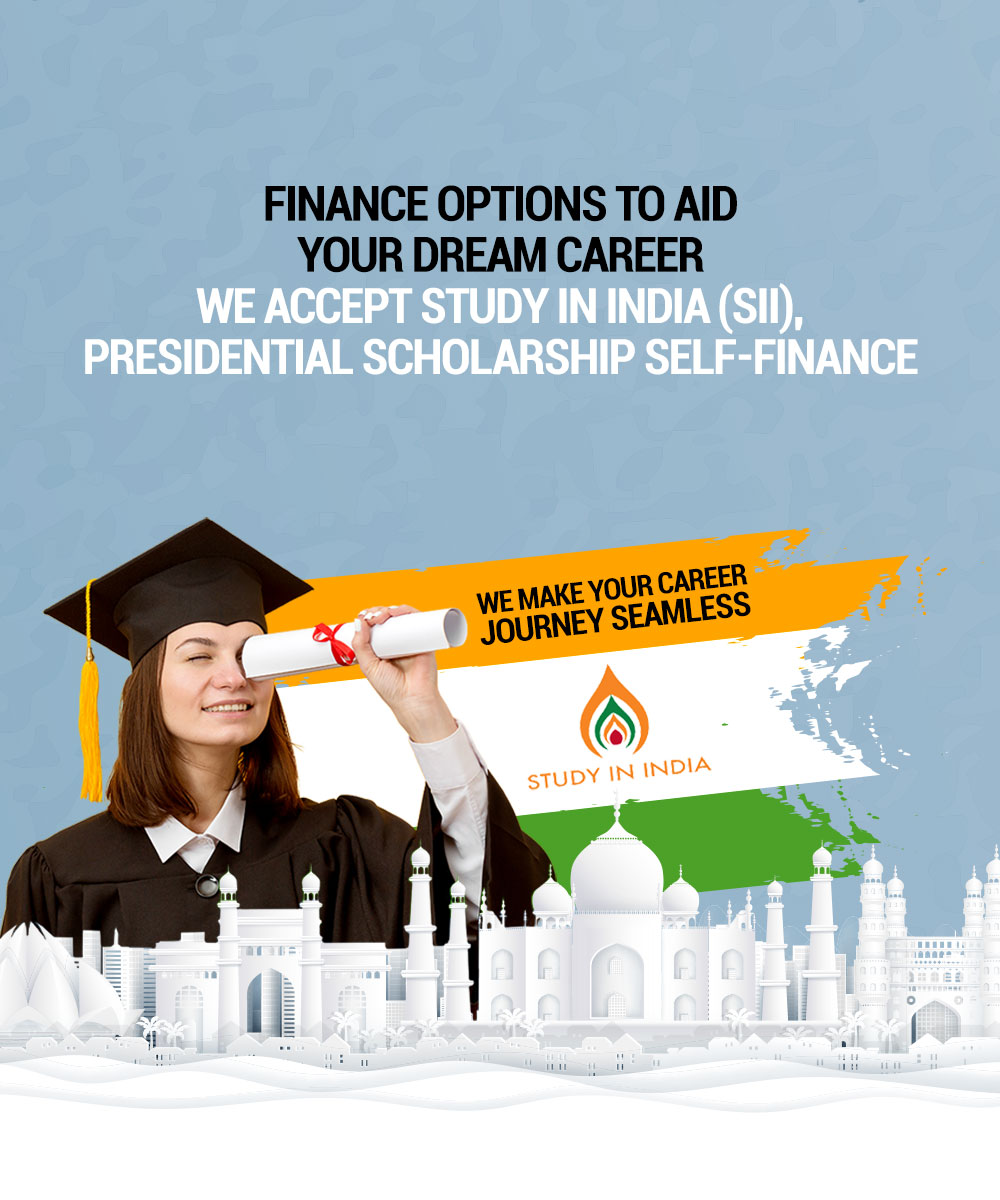 FINANCE OPTIONS TO AID
YOUR DREAM CAREER
WE ACCEPT STUDY IN INDIA (SII),
PRESIDENTIAL SCHOLARSHIP SELF-FINANCE
WE MAKE YOUR CAREER
JOURNEY SEAMLESS
STUDY IN INDIA